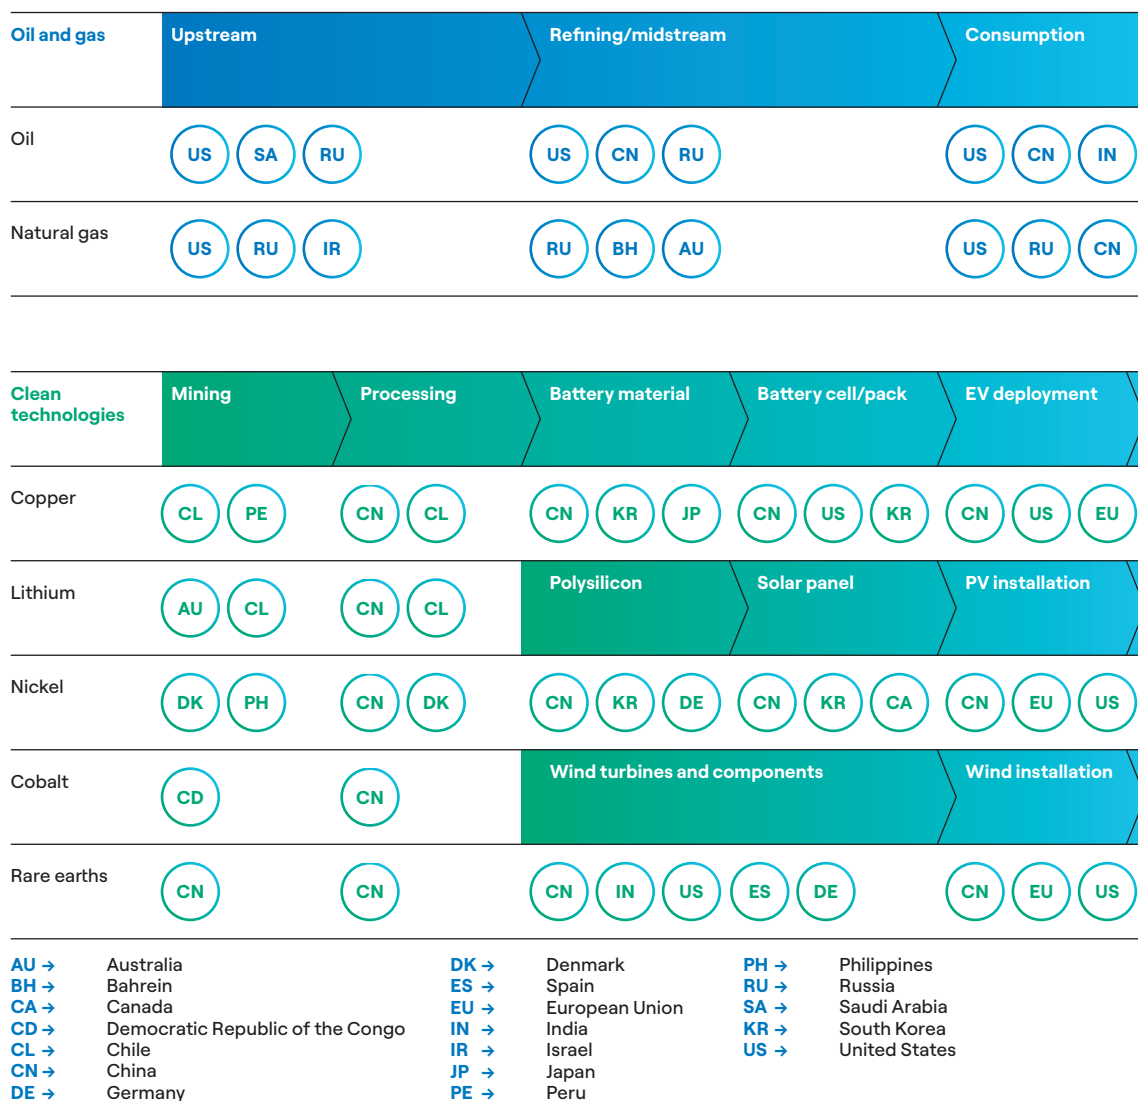 Oil and gas Upstream Refining/midstream Consumption
Oil US SA RU US CN RU US CN IN
Natural gas US RU IR RU BH AU US RU CN
Clean technologies Mining Processing Battery material Battery cell/pack EV deployment
Copper CL PE CN CL CN KR JP CN US KR CN US EU
Lithium AU CL CN CL Polysilicon Solar panel PV installation
Nickel DK PH CN DK CN KR DE CN KR CA CN EU US
Cobalt CD CN Wind turbines and components Wind installation
Rare earths CN CN CN IN US ES DE CN EU US
AU → Australia DK → Denmark PH → Philippines
BH → Bahrein ES → Spain RU → Russia
CA → Canada EU → European Union SA → Saudi Arabia
CD → Democratic Republic of the Congo IN → India KR → South Korea
CL → Chile IR → Israel US → United States
CN → China JP → Japan
DE → Germany PE → Peru